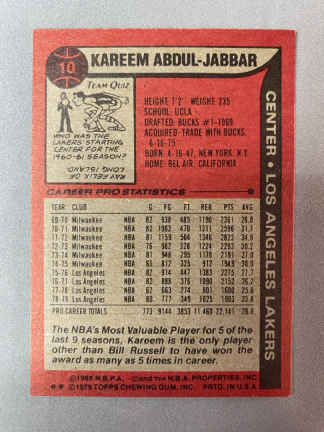 10
KAREEM ABDUL-JABBAR
TEAM QUIZ
WHO WAS THE
LAKERS' STARTING
CENTER FOR THE
1960-61 SEASON?
RAY FELIX, OF
LONG ISLAND
HEIGHT: 7'2" WEIGHT: 235
SCHOOL: UCLA
DRAFTED: BUCKS #1-1969
ACQUIRED: TRADE WITH BUCKS,
6-16-75
BORN: 4-16-47, NEW YORK, N.Y.
HOME: BEL AIR, CALIFORNIA
CENTER • LOS ANGELES LAKERS
CAREER PRO STATISTICS
YEAR CLUB G FG FT REB PTS AVG
69-70 Milwaukee NBA 82 938 485 1190 2361 28.8
70-71 Milwaukee NBA 82 1063 470 1311 2596 31.7
71-72 Milwaukee NBA 81 1159 504 1346 2822 34.8
72-73 Milwaukee NBA 76 982 328 1224 2292 30.2
73-74 Milwaukee NBA 81 948 295 1178 2191 27.0
74-75 Milwaukee NBA 65 812 325 912 1949 30.0
75-76 Los Angeles NBA 82 914 447 1383 2275 27.7
76-77 Los Angeles NBA 82 888 376 1090 2152 26.2
77-78 Los Angeles NBA 62 663 274 801 1600 25.8
78-79 Los Angeles NBA 80 777 349 1025 1903 23.8
PRO CAREER TOTALS 773 9144 3853 11,460 22,141 28.6
The NBA's Most Valuable Player for 5 of the
last 9 seasons, Kareem is the only player
other than Bill Russell to have won the
award as many as 5 times in career.
N.B.P.A. N.B.A. PROPERTIES, INC.
** © 1979 TOPPS CHEWING GUM, INC. PRTD. IN U.S.A.